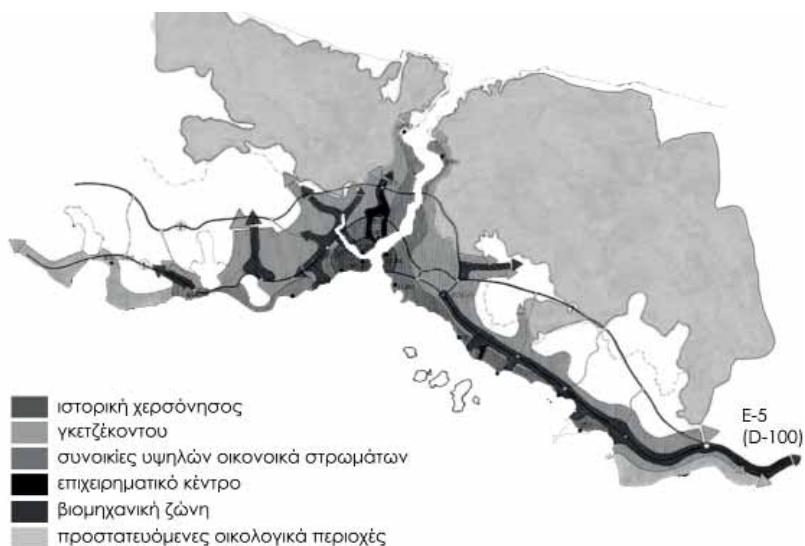 E-5
(D-100)
ιστορική χερσόνησος
γκετζέκοντου
συνοικίες υψηλών οικονοικά στρωμάτων
επιχειρηματικό κέντρο
βιομηχανική ζώνη
προστατευόμενες οικολογικά περιοχές